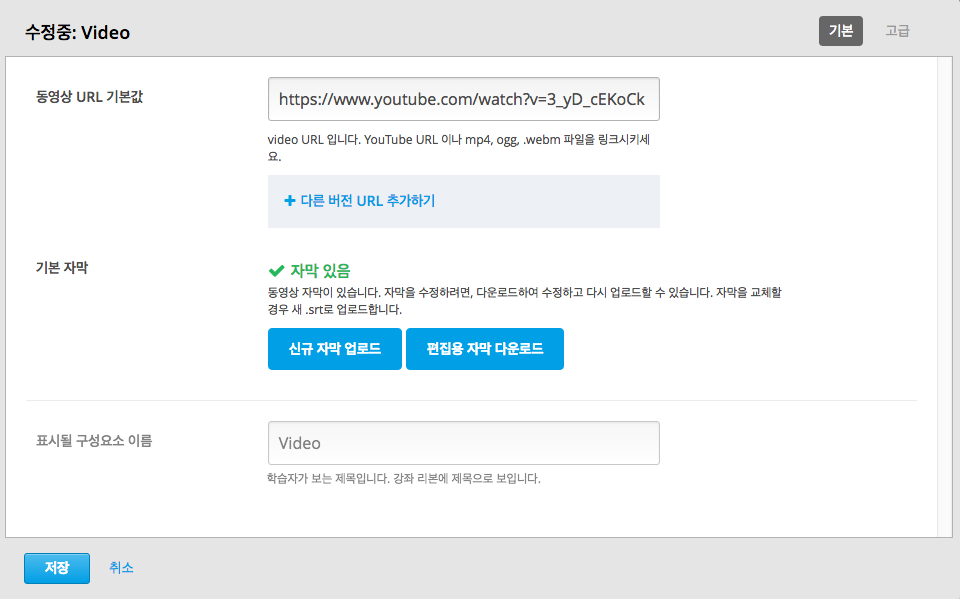 수정중: Video
기본
고급
동영상 URL 기본값
https://www.youtube.com/watch?v=3_yD_cEKoCk
video URL 입니다. YouTube URL 이나 mp4, ogg, .webm 파일을 링크시키세
요.
+ 다른 버전 URL 추가하기
기본 자막
자막 있음
동영상 자막이 있습니다. 자막을 수정하려면, 다운로드하여 수정하고 다시 업로드할 수 있습니다. 자막을 교체할
경우 새 .srt로 업로드합니다.
신규 자막 업로드
편집용 자막 다운로드
표시될 구성요소 이름
Video
학습자가 보는 제목입니다. 강좌 리본에 제목으로 보입니다.
저장
취소